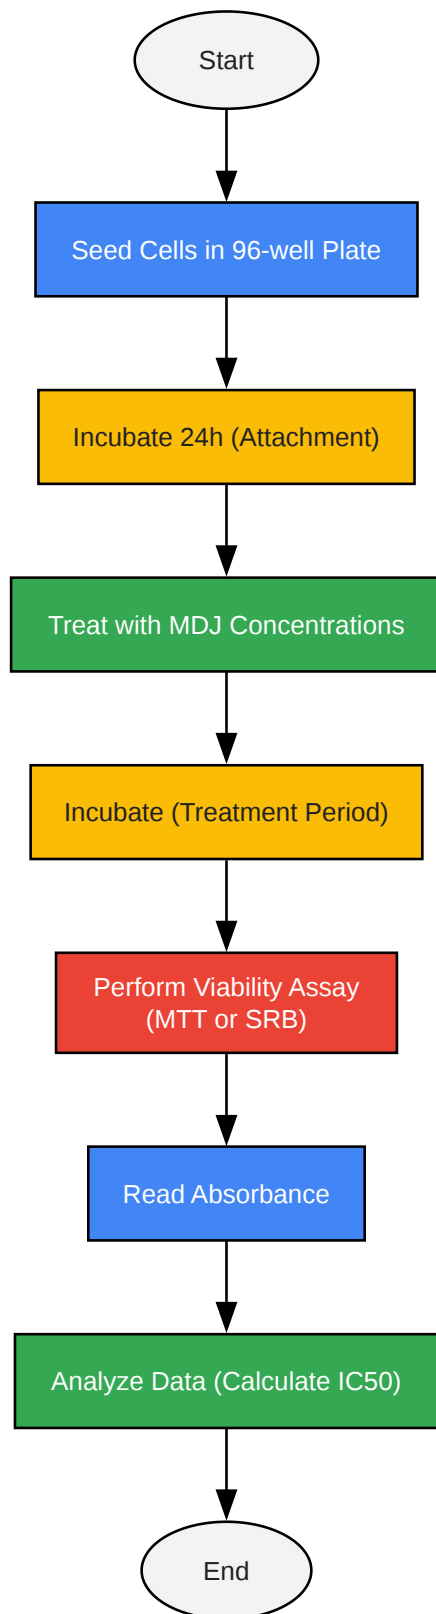 Start
Seed Cells in 96-well Plate
Incubate 24h (Attachment)
Treat with MDJ Concentrations
Incubate (Treatment Period)
Perform Viability Assay
(MTT or SRB)
Read Absorbance
Analyze Data (Calculate IC50)
End